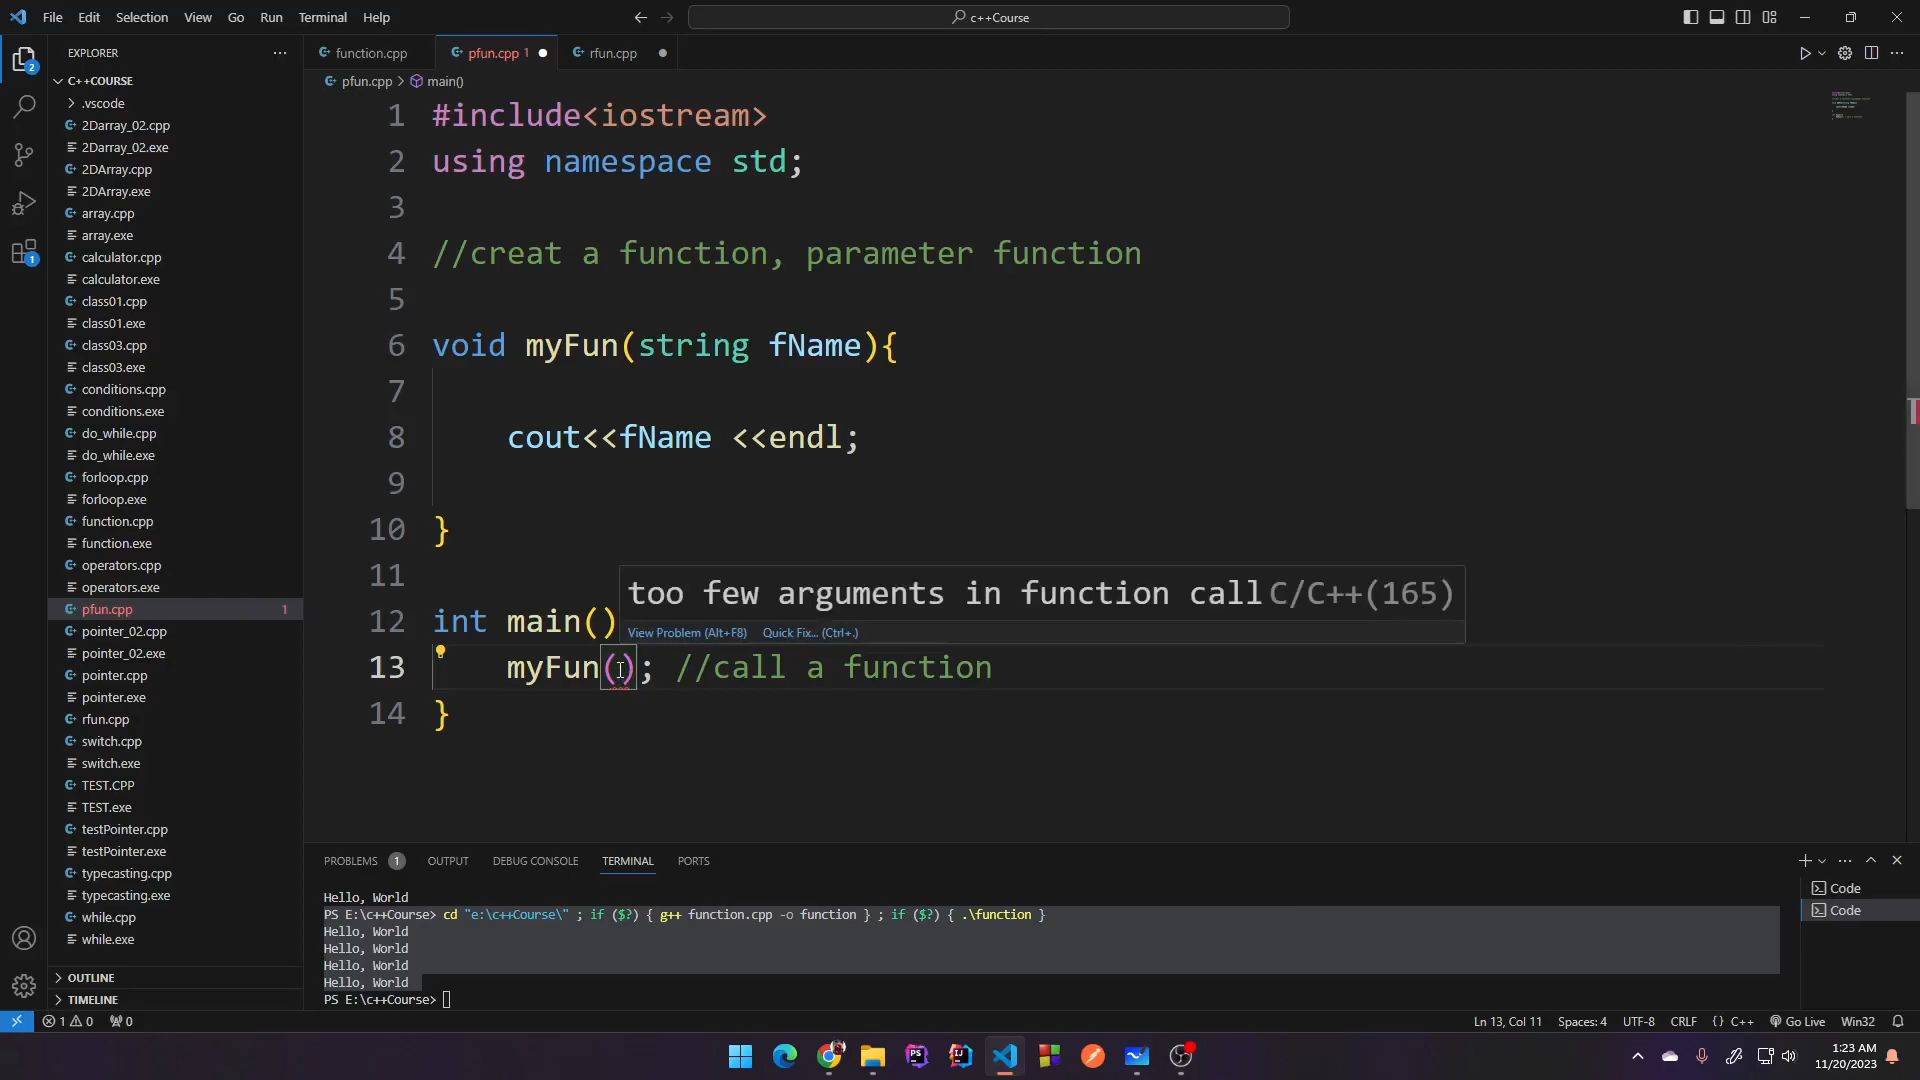 File Edit Selection View Go Run Terminal Help
c++Course
EXPLORER
C++COURSE
.vscode
2Darray_02.cpp
2Darray_02.exe
2DArray.cpp
2DArray.exe
array.cpp
array.exe
calculator.cpp
calculator.exe
class01.cpp
class01.exe
class03.cpp
class03.exe
conditions.cpp
conditions.exe
do_while.cpp
do_while.exe
forloop.cpp
forloop.exe
function.cpp
function.exe
operators.cpp
operators.exe
pfun.cpp 1
pointer_02.cpp
pointer_02.exe
pointer.cpp
pointer.exe
rfun.cpp
switch.cpp
switch.exe
TEST.CPP
TEST.exe
testPointer.cpp
testPointer.exe
typecasting.cpp
typecasting.exe
while.cpp
while.exe
OUTLINE
TIMELINE
2
1
function.cpp pfun.cpp 1 rfun.cpp
pfun.cpp > main()
1 #include<iostream>
2 using namespace std;
3
4 //creat a function, parameter function
5
6 void myFun(string fName){
7
8 cout<<fName <<endl;
9
10 }
11
too few arguments in function call C/C++(165)
12 int main()
View Problem (Alt+F8) Quick Fix... (Ctrl+.)
13 myFun(); //call a function
14 }
PROBLEMS 1 OUTPUT DEBUG CONSOLE TERMINAL PORTS
Hello, World
PS E:\c++Course> cd "e:\c++Course\" ; if ($?) { g++ function.cpp -o function } ; if ($?) { .\function }
Hello, World
Hello, World
Hello, World
Hello, World
PS E:\c++Course>
Code
Code
1 0 0 Ln 13, Col 11 Spaces: 4 UTF-8 CRLF {} C++ Go Live Win32
PS IJ
1:23 AM
11/20/2023